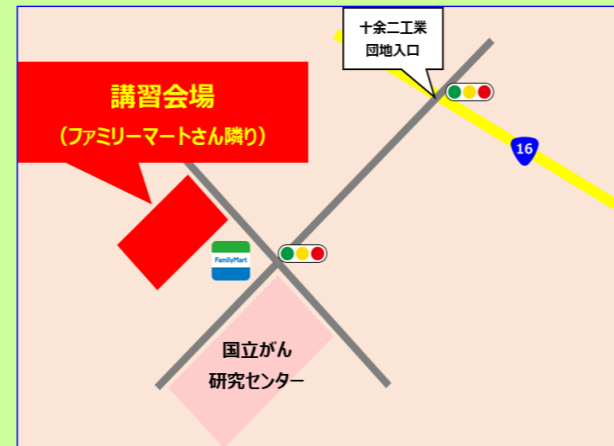 十余二工業
団地入口
講習会場
（ファミリーマートさん隣り）
16
FamilyMart
国立がん
研究センター